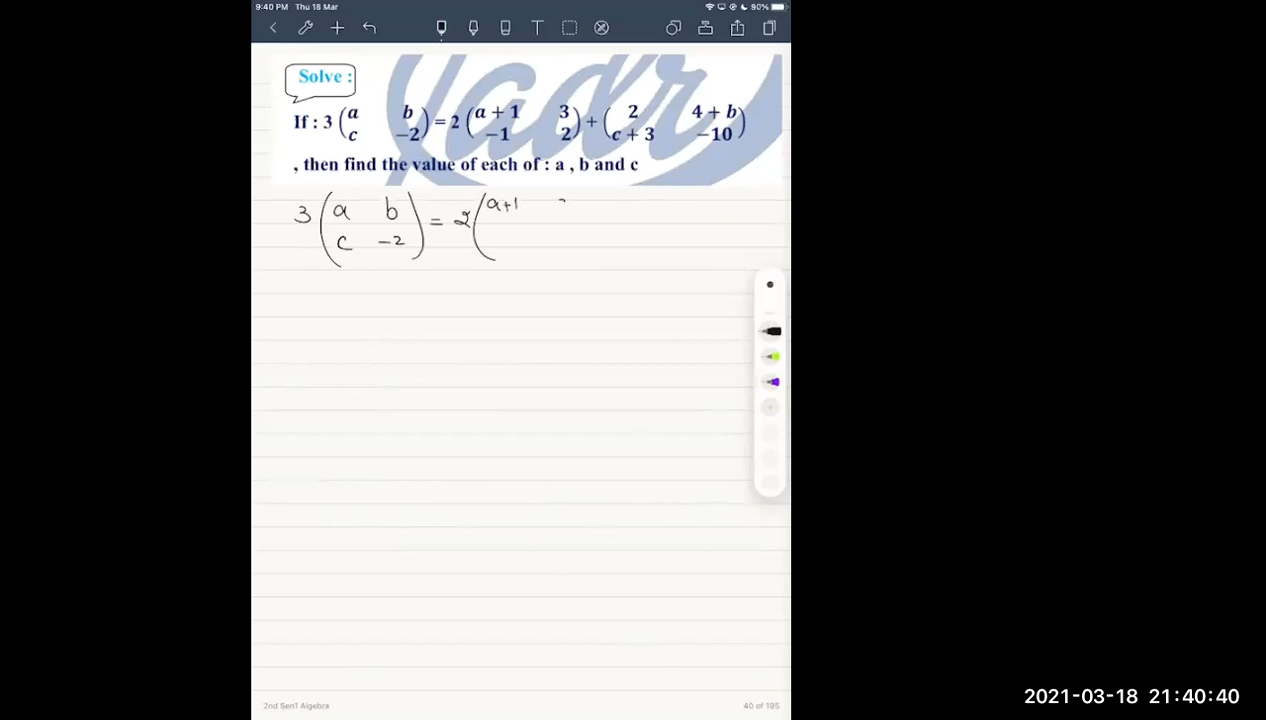 9:40 PM Thu 18 Mar 90%
Solve :
If : 3 (a b = 2 (a + 1 3 + (2 4 + b
c −2) −1 2) c + 3 −10)
, then find the value of each of : a , b and c
3 (a b = 2 (a+1
c −2)
2nd Sen1 Algebra 40 of 195
2021-03-18 21:40:40